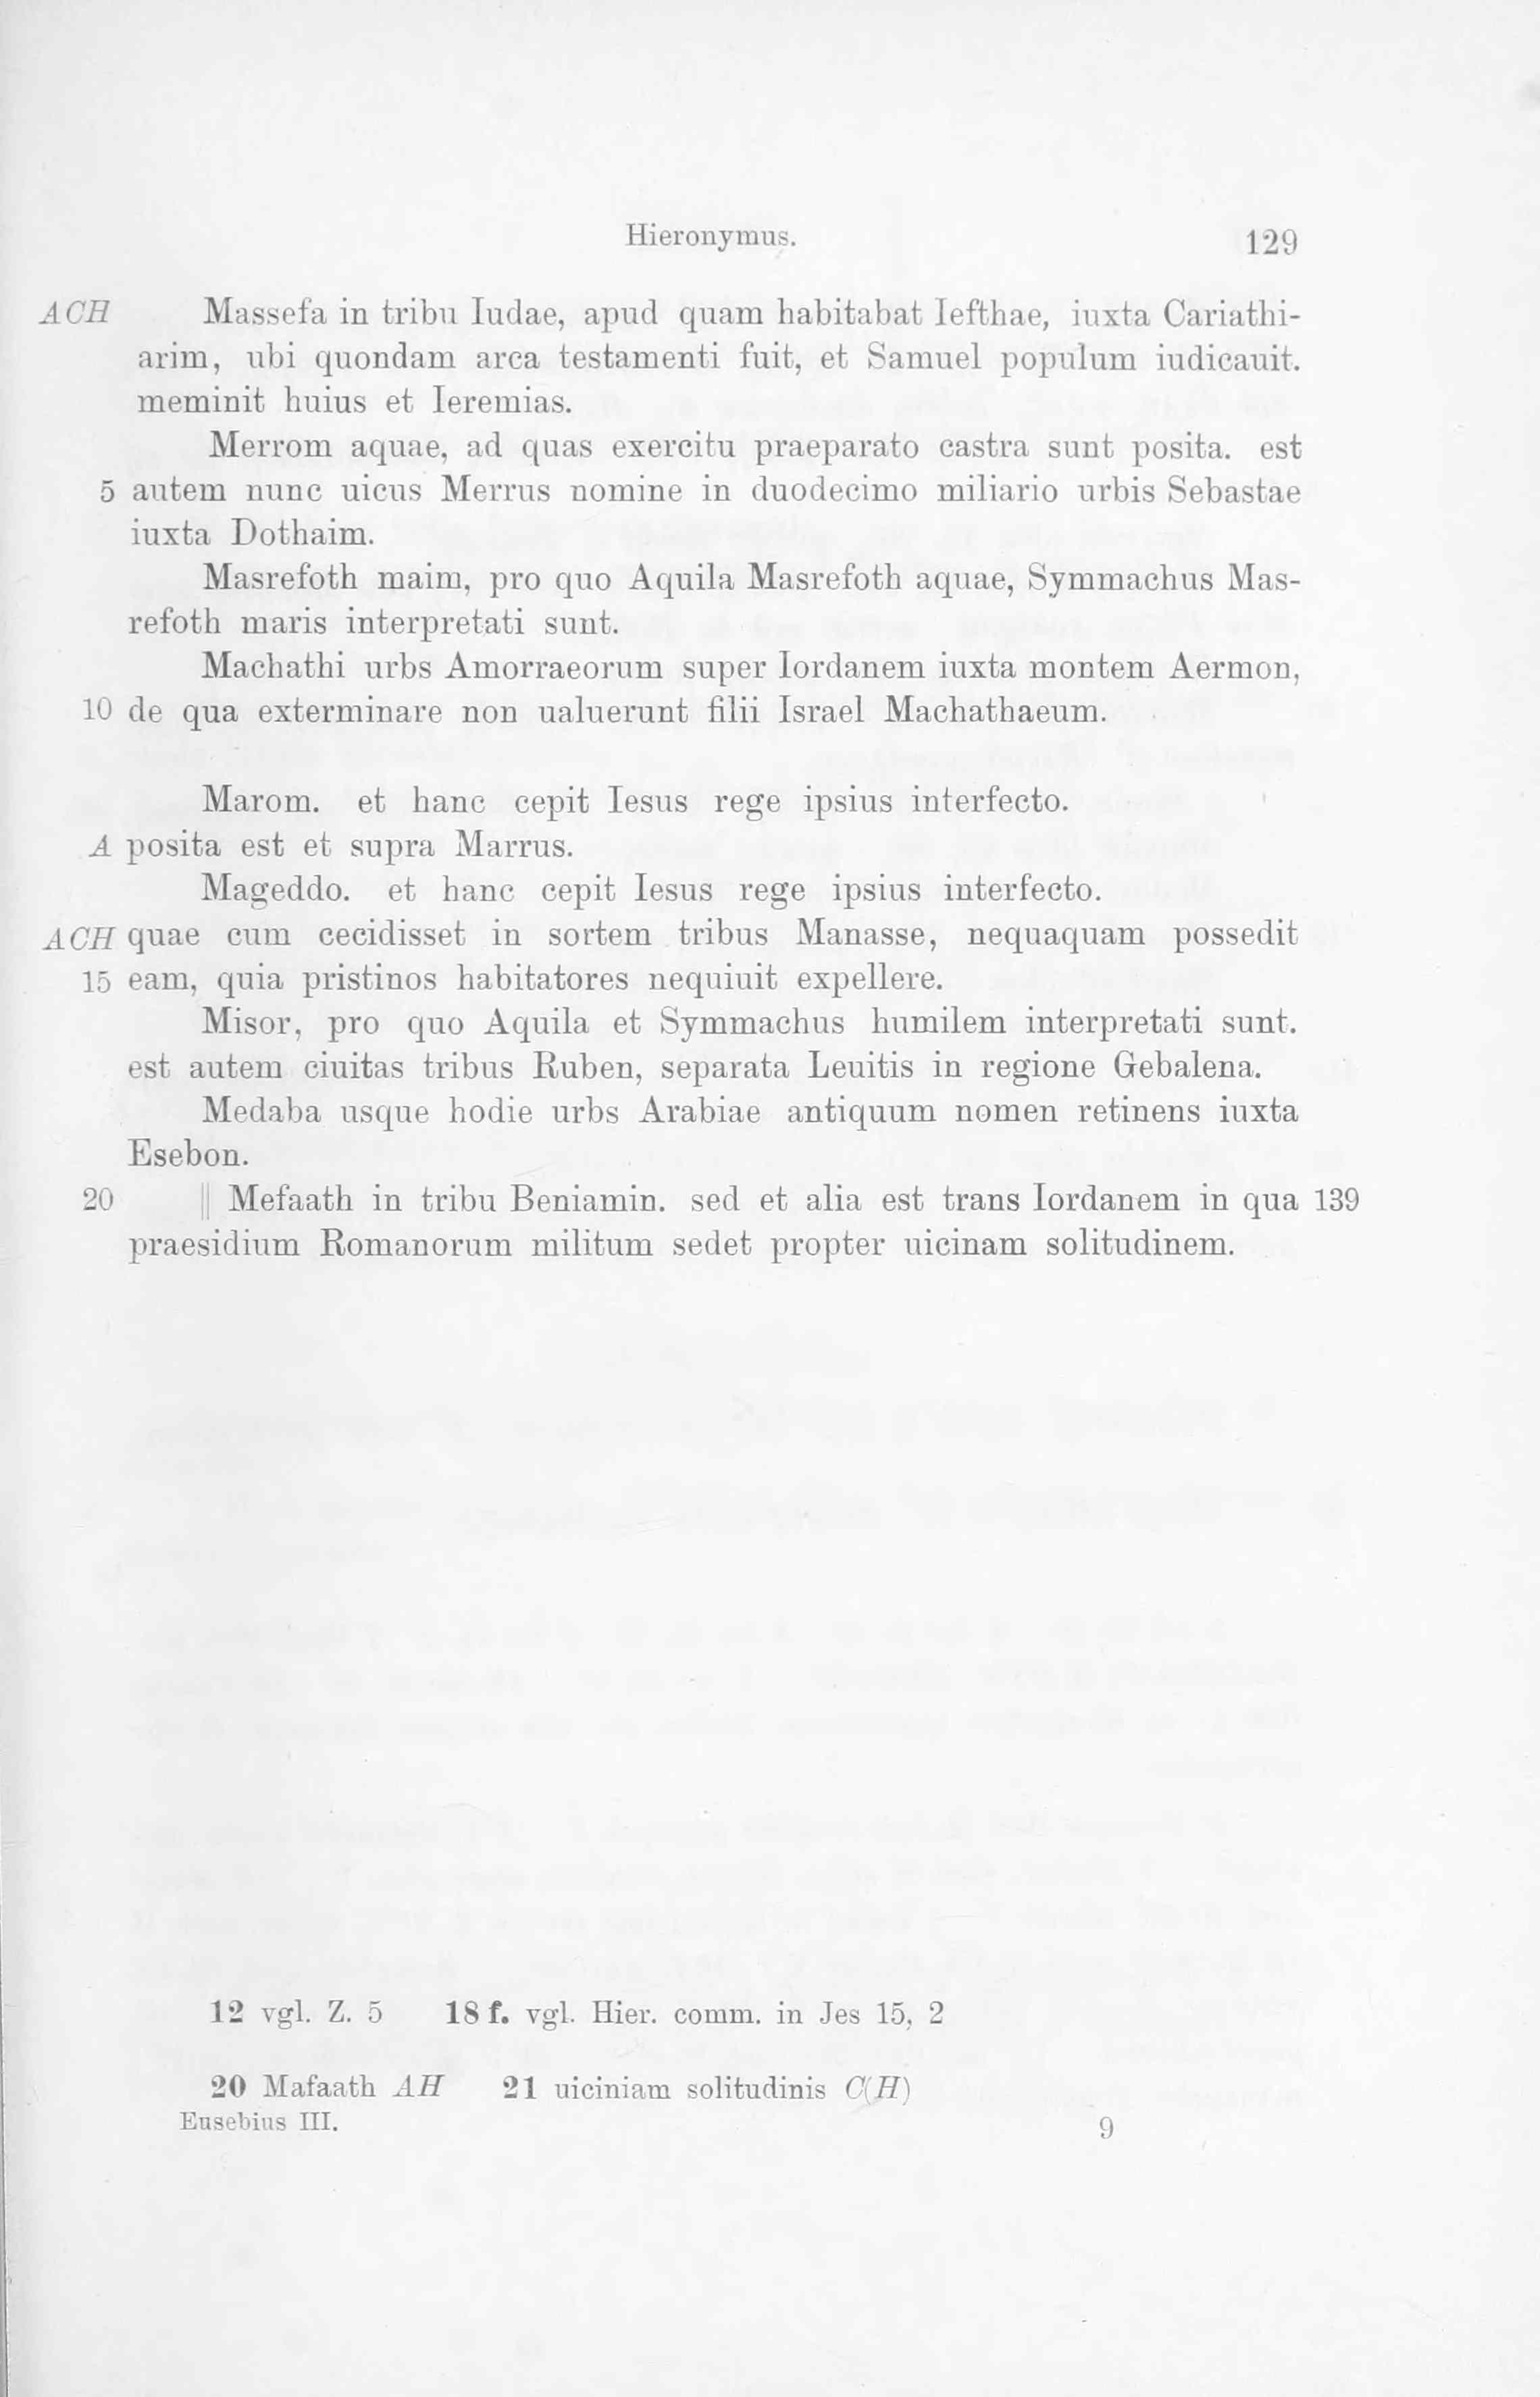 Hieronymus. 129
ACH Massefa in tribu Iudae, apud quam habitabat Iefthae, iuxta Cariathi-
arim, ubi quondam arca testamenti fuit, et Samuel populum iudicauit.
meminit huius et Ieremias.
Merrom aquae, ad quas exercitu praeparato castra sunt posita. est
5 autem nunc uicus Merrus nomine in duodecimo miliario urbis Sebastae
iuxta Dothaim.
Masrefoth maim, pro quo Aquila Masrefoth aquae, Symmachus Mas-
refoth maris interpretati sunt.
Machathi urbs Amorraeorum super Iordanem iuxta montem Aermon,
10 de qua exterminare non ualuerunt filii Israel Machathaeum.
Marom. et hanc cepit Iesus rege ipsius interfecto.
A posita est et supra Marrus.
Mageddo. et hanc cepit Iesus rege ipsius interfecto.
ACH quae cum cecidisset in sortem tribus Manasse, nequaquam possedit
15 eam, quia pristinos habitatores nequiuit expellere.
Misor, pro quo Aquila et Symmachus humilem interpretati sunt.
est autem ciuitas tribus Ruben, separata Leuitis in regione Gebalena.
Medaba usque hodie urbs Arabiae antiquum nomen retinens iuxta
Esebon.
20 || Mefaath in tribu Beniamin. sed et alia est trans Iordanem in qua 139
praesidium Romanorum militum sedet propter uicinam solitudinem.
12 vgl. Z. 5 18 f. vgl. Hier. comm. in Jes 15, 2
20 Mafaath AH 21 uiciniam solitudinis C(H)
Eusebius III. 9